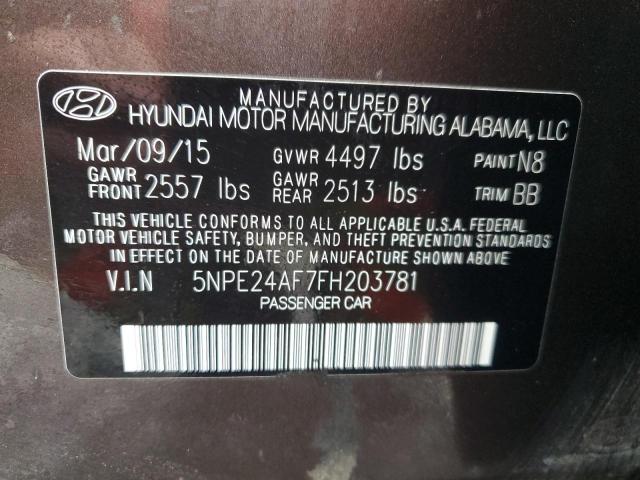 MANUFACTURED BY
HYUNDAI MOTOR MANUFACTURING ALABAMA, LLC
Mar/09/15 GVWR 4497 lbs PAINT N8
GAWR FRONT 2557 lbs GAWR REAR 2513 lbs TRIM BB
THIS VEHICLE CONFORMS TO ALL APPLICABLE U.S.A. FEDERAL
MOTOR VEHICLE SAFETY, BUMPER, AND THEFT PREVENTION STANDARDS
IN EFFECT ON THE DATE OF MANUFACTURE SHOWN ABOVE.
V.I.N 5NPE24AF7FH203781
PASSENGER CAR